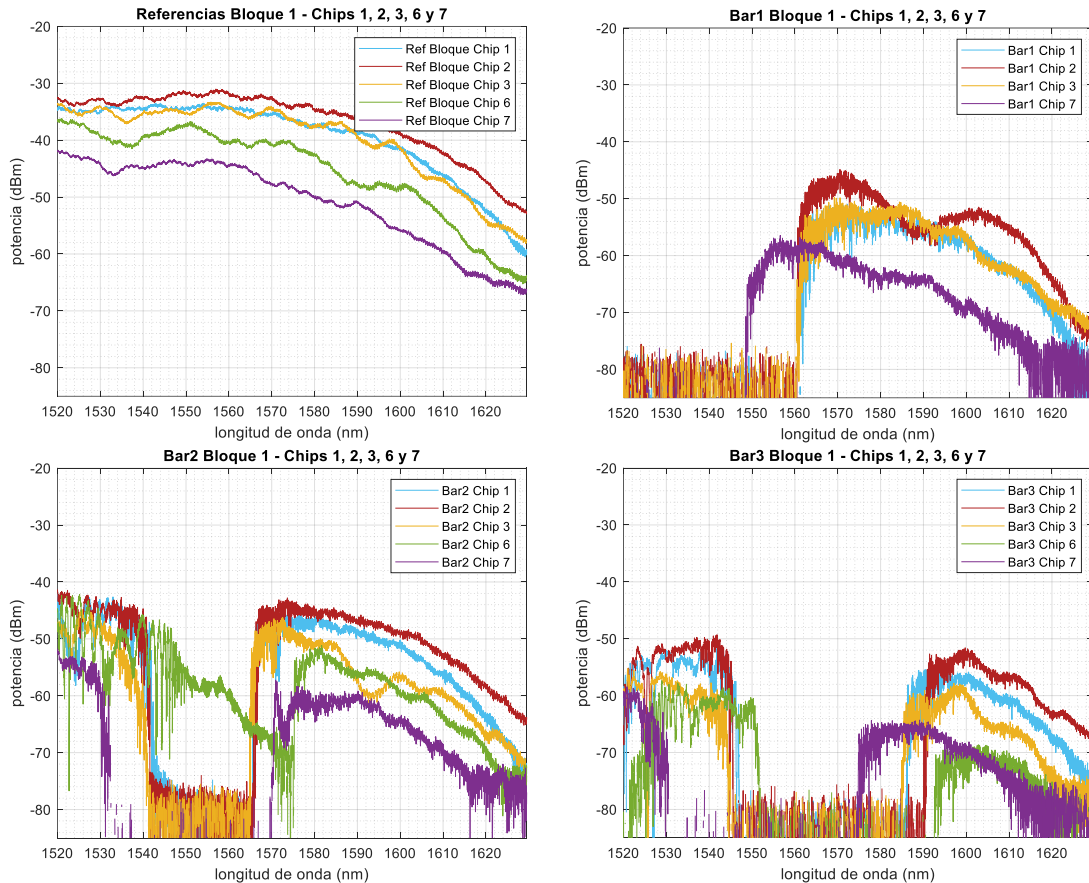 Referencias Bloque 1 - Chips 1, 2, 3, 6 y 7
-20
-30
-40
-50
-60
-70
-80
potencia (dBm)
Ref Bloque Chip 1
Ref Bloque Chip 2
Ref Bloque Chip 3
Ref Bloque Chip 6
Ref Bloque Chip 7
1520 1530 1540 1550 1560 1570 1580 1590 1600 1610 1620
longitud de onda (nm)
Bar1 Bloque 1 - Chips 1, 2, 3, 6 y 7
-20
-30
-40
-50
-60
-70
-80
potencia (dBm)
Bar1 Chip 1
Bar1 Chip 2
Bar1 Chip 3
Bar1 Chip 7
1520 1530 1540 1550 1560 1570 1580 1590 1600 1610 1620
longitud de onda (nm)
Bar2 Bloque 1 - Chips 1, 2, 3, 6 y 7
-20
-30
-40
-50
-60
-70
-80
potencia (dBm)
Bar2 Chip 1
Bar2 Chip 2
Bar2 Chip 3
Bar2 Chip 6
Bar2 Chip 7
1520 1530 1540 1550 1560 1570 1580 1590 1600 1610 1620
longitud de onda (nm)
Bar3 Bloque 1 - Chips 1, 2, 3, 6 y 7
-20
-30
-40
-50
-60
-70
-80
potencia (dBm)
Bar3 Chip 1
Bar3 Chip 2
Bar3 Chip 3
Bar3 Chip 6
Bar3 Chip 7
1520 1530 1540 1550 1560 1570 1580 1590 1600 1610 1620
longitud de onda (nm)